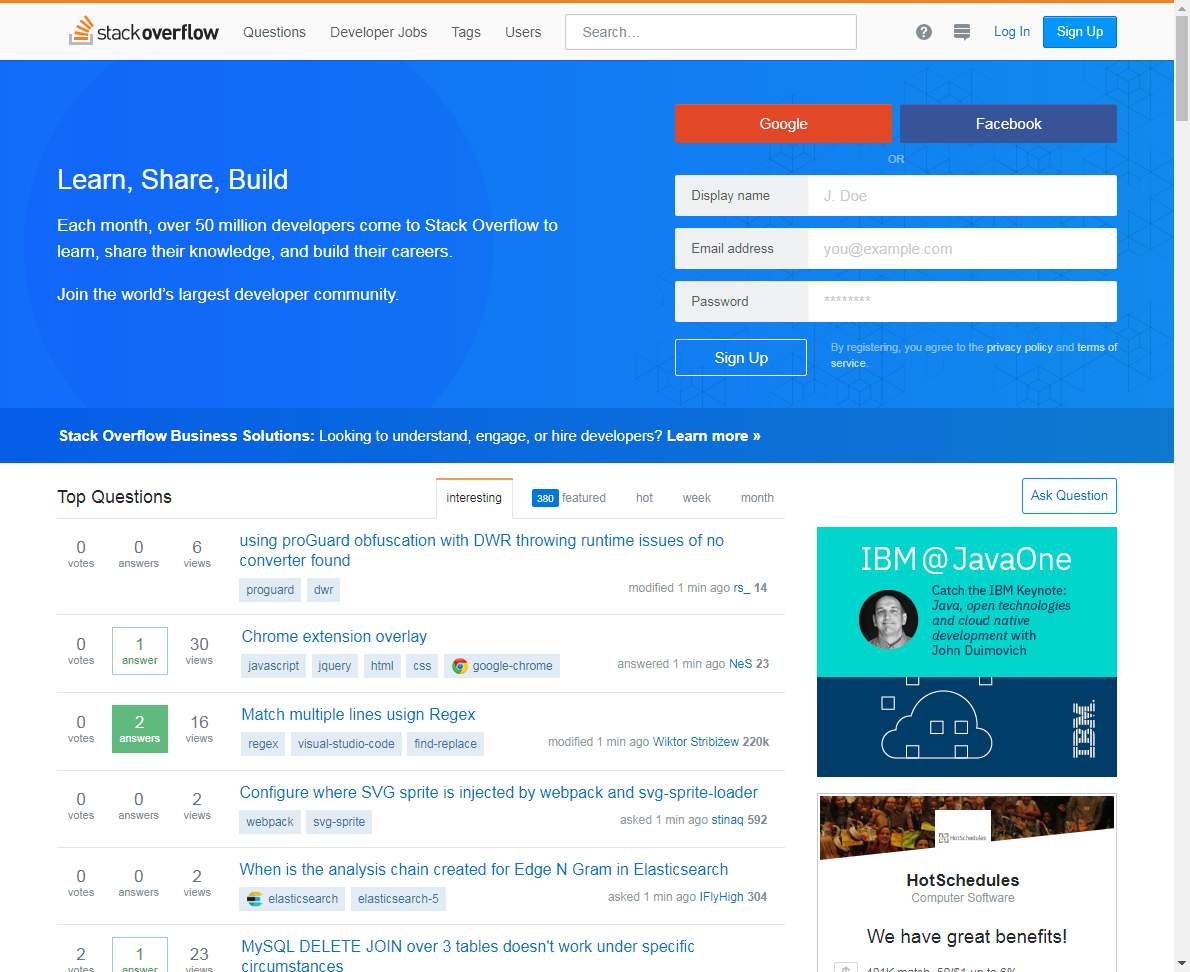 stackoverflow Questions Developer Jobs Tags Users Search... Log In Sign Up
Google Facebook
OR
Learn, Share, Build
Each month, over 50 million developers come to Stack Overflow to
learn, share their knowledge, and build their careers.
Join the world's largest developer community.
Display name J. Doe
Email address you@example.com
Password ********
Sign Up
By registering, you agree to the privacy policy and terms of
service.
Stack Overflow Business Solutions: Looking to understand, engage, or hire developers? Learn more »
Top Questions interesting 380 featured hot week month
Ask Question
0 votes 0 answers 6 views
using proGuard obfuscation with DWR throwing runtime issues of no
converter found
proguard dwr
modified 1 min ago rs_ 14
0 votes 1 answer 30 views
Chrome extension overlay
javascript jquery html css google-chrome
answered 1 min ago NeS 23
0 votes 2 answers 16 views
Match multiple lines usign Regex
regex visual-studio-code find-replace
modified 1 min ago Wiktor Stribiżew 220k
0 votes 0 answers 2 views
Configure where SVG sprite is injected by webpack and svg-sprite-loader
webpack svg-sprite
asked 1 min ago stinaq 592
0 votes 0 answers 2 views
When is the analysis chain created for Edge N Gram in Elasticsearch
elasticsearch elasticsearch-5
asked 1 min ago IFlyHigh 304
2 votes 1 answer 23 views
MySQL DELETE JOIN over 3 tables doesn't work under specific
circumstances
IBM@JavaOne
Catch the IBM Keynote:
Java, open technologies
and cloud native
development with
John Duimovich
IBM
HotSchedules
HotSchedules
Computer Software
We have great benefits!
401K match, 50/$1 up to 6%